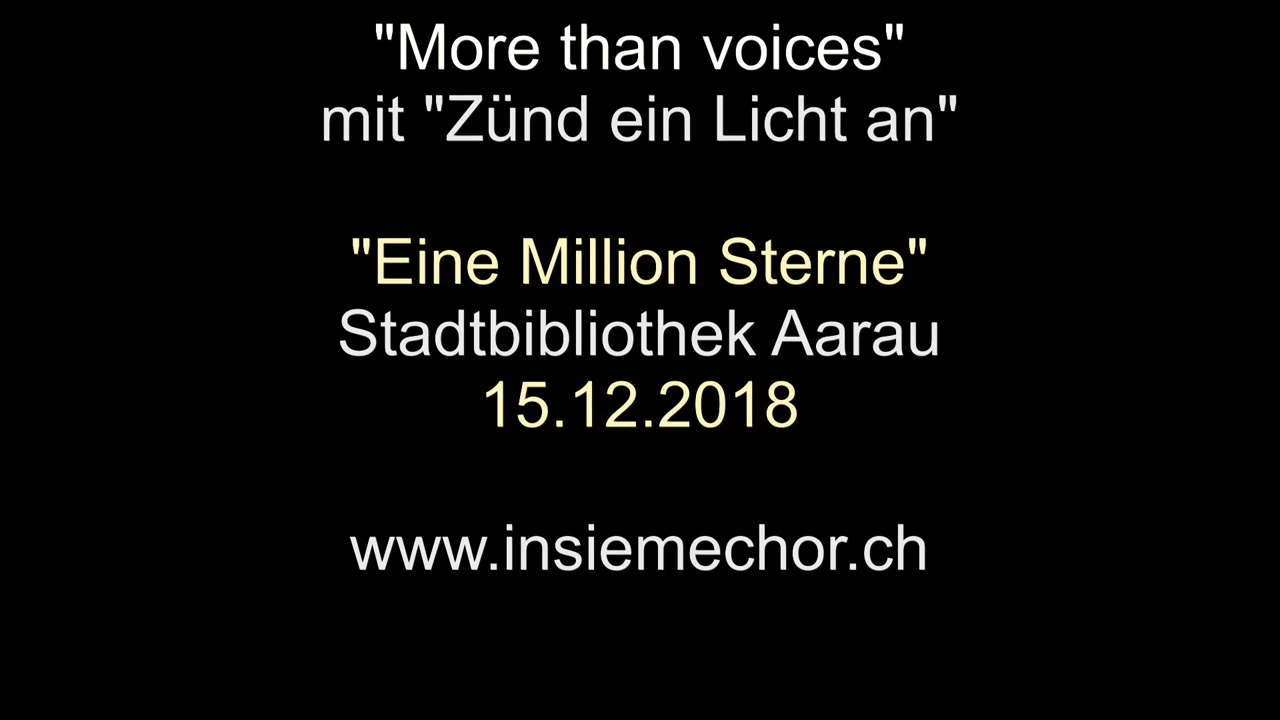 "More than voices"
mit "Zünd ein Licht an"
"Eine Million Sterne"
Stadtbibliothek Aarau
15.12.2018
www.insiemechor.ch